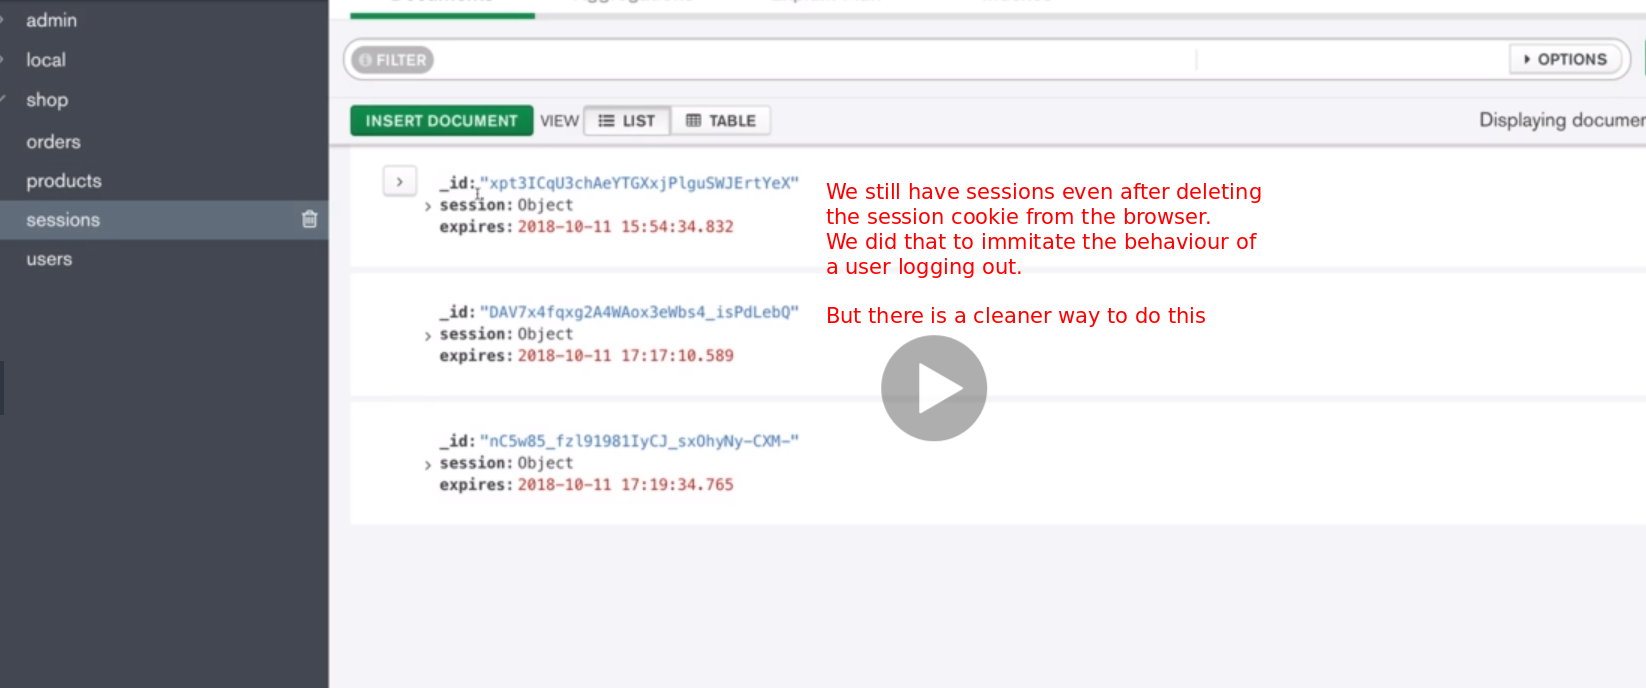 admin
local
shop
orders
products
sessions
users
FILTER
OPTIONS
INSERT DOCUMENT VIEW LIST TABLE
Displaying documen
_id:"xpt3ICqU3chAeYTGXxjPlguSWJErtYeX"
session:Object
expires:2018-10-11 15:54:34.832
We still have sessions even after deleting
the session cookie from the browser.
We did that to immitate the behaviour of
a user logging out.
But there is a cleaner way to do this
_id:"DAV7x4fqxg2A4WAox3eWbs4_isPdLebQ"
session:Object
expires:2018-10-11 17:17:10.589
_id:"nC5w85_fzl91981IyCJ_sxOhyNy-CXM-"
session:Object
expires:2018-10-11 17:19:34.765